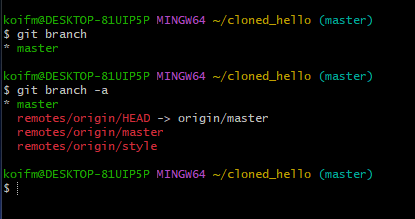 koifm@DESKTOP-81UIP5P MINGW64 ~/cloned_hello (master)
$ git branch
* master
koifm@DESKTOP-81UIP5P MINGW64 ~/cloned_hello (master)
$ git branch -a
* master
  remotes/origin/HEAD -> origin/master
  remotes/origin/master
  remotes/origin/style
koifm@DESKTOP-81UIP5P MINGW64 ~/cloned_hello (master)
$